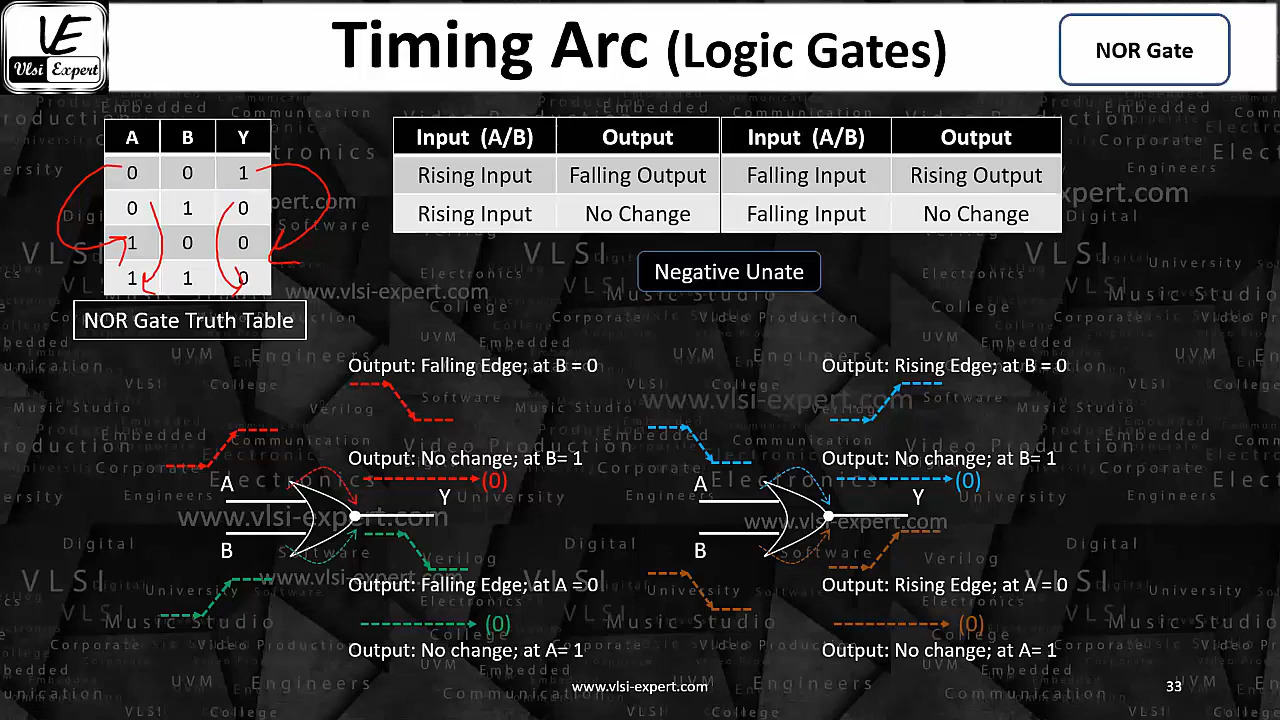 VE
Vlsi Expert
Timing Arc (Logic Gates)
NOR Gate
A B Y
0 0 1
0 1 0
1 0 0
1 1 0
NOR Gate Truth Table
Input (A/B) Output Input (A/B) Output
Rising Input Falling Output Falling Input Rising Output
Rising Input No Change Falling Input No Change
Negative Unate
Output: Falling Edge; at B = 0
Output: No change; at B= 1
(0)
A
Y
B
Output: Falling Edge; at A = 0
(0)
Output: No change; at A= 1
Output: Rising Edge; at B = 0
Output: No change; at B= 1
(0)
A
Y
B
Output: Rising Edge; at A = 0
(0)
Output: No change; at A= 1
www.vlsi-expert.com
33